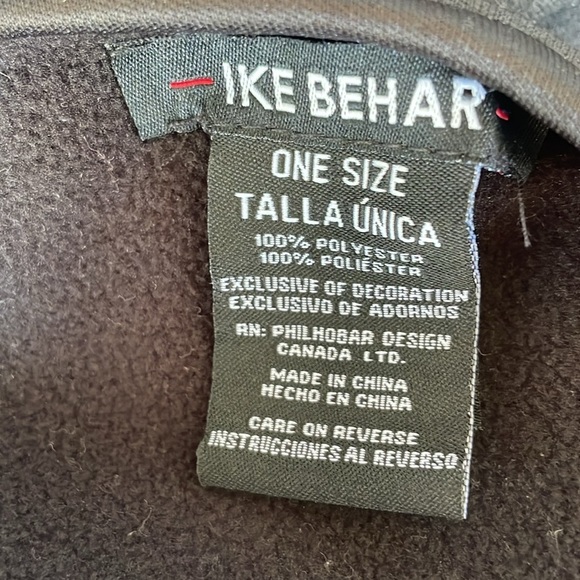 IKE BEHAR
ONE SIZE
TALLA ÚNICA
100% POLYESTER
100% POLIÉSTER
EXCLUSIVE OF DECORATION
EXCLUSIVO DE ADORNOS
RN: PHILHOBAR DESIGN
CANADA LTD.
MADE IN CHINA
HECHO EN CHINA
CARE ON REVERSE
INSTRUCCIONES AL REVERSO